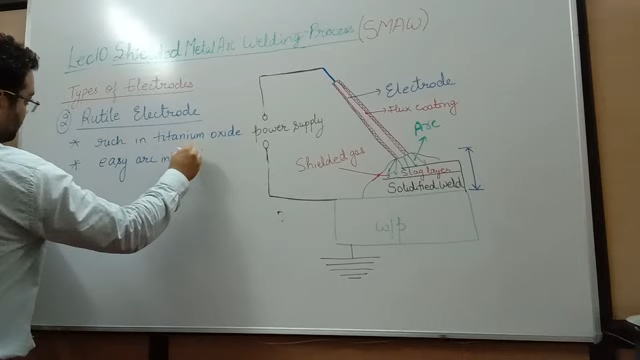 Lec10 Shielded Metal Arc Welding Process (SMAW)
Types of Electrodes
② Rutile Electrode
* rich in titanium oxide
* easy arc
power supply
Electrode
Flux coating
Arc
Shielded gas
Slag layer
Solidified weld
w/p